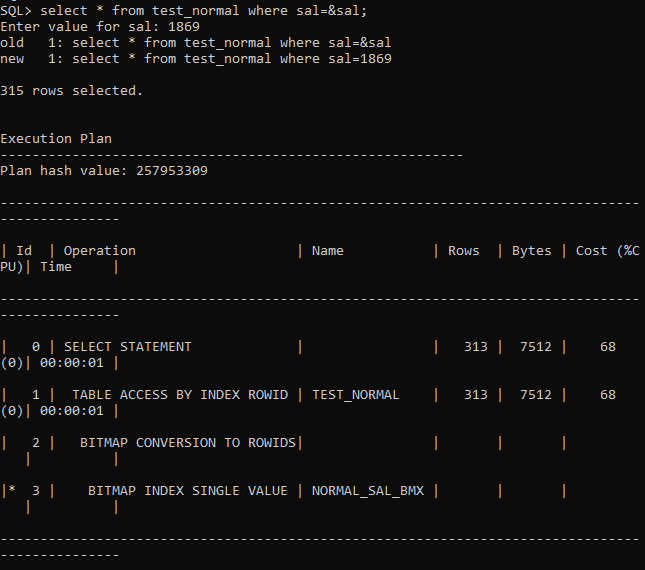 SQL> select * from test_normal where sal=&sal;
Enter value for sal: 1869
old   1: select * from test_normal where sal=&sal
new   1: select * from test_normal where sal=1869

315 rows selected.


Execution Plan
----------------------------------------------------------
Plan hash value: 257953309

--------------------------------------------------------------------------------
---------------

| Id  | Operation                    | Name           | Rows  | Bytes | Cost (%C
PU)| Time     |

--------------------------------------------------------------------------------
---------------

|   0 | SELECT STATEMENT             |                |   313 |  7512 |    68
(0)| 00:00:01 |

|   1 |  TABLE ACCESS BY INDEX ROWID | TEST_NORMAL    |   313 |  7512 |    68
(0)| 00:00:01 |

|   2 |   BITMAP CONVERSION TO ROWIDS|                |       |       |
   |          |

|*  3 |    BITMAP INDEX SINGLE VALUE | NORMAL_SAL_BMX |       |       |
   |          |

--------------------------------------------------------------------------------
---------------